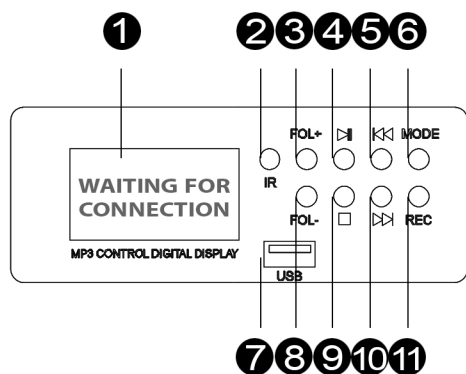 1 2 3 4 5 6
FOL+ MODE
IR
WAITING FOR
CONNECTION
FOL- REC
MP3 CONTROL DIGITAL DISPLAY
USB
7 8 9 10 11